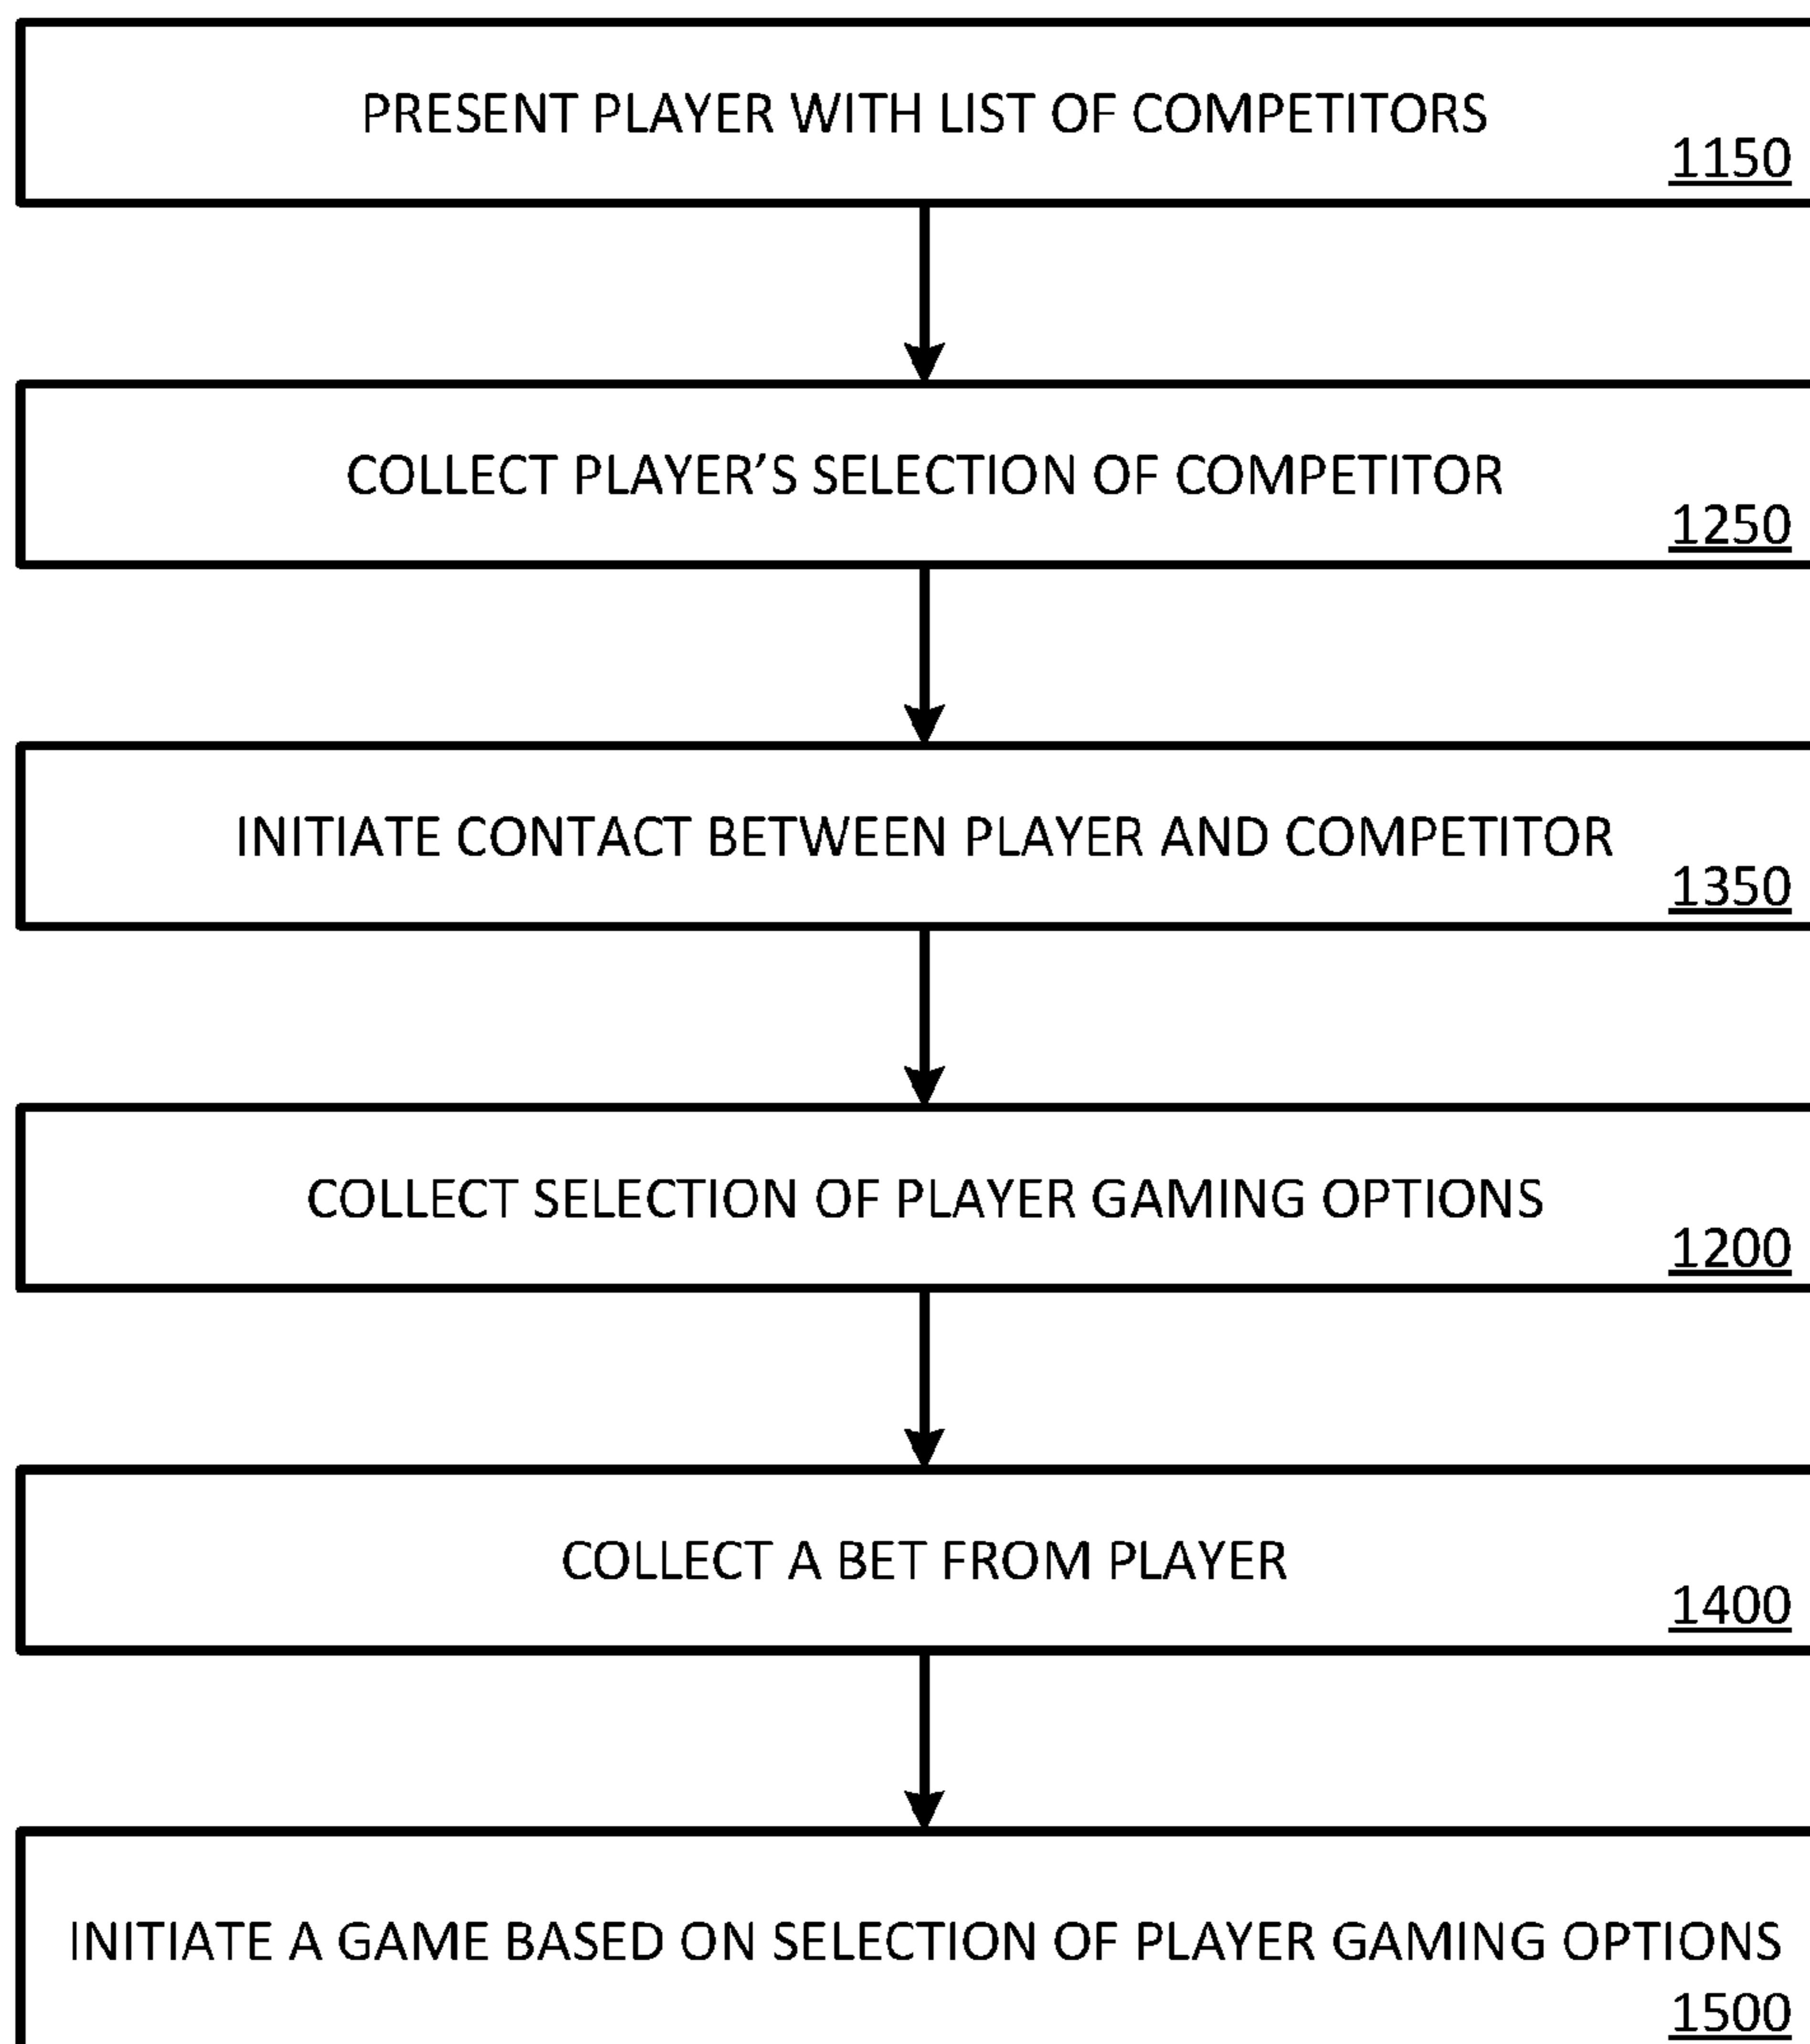 PRESENT PLAYER WITH LIST OF COMPETITORS
1150
COLLECT PLAYER’S SELECTION OF COMPETITOR
1250
INITIATE CONTACT BETWEEN PLAYER AND COMPETITOR
1350
COLLECT SELECTION OF PLAYER GAMING OPTIONS
1200
COLLECT A BET FROM PLAYER
1400
INITIATE A GAME BASED ON SELECTION OF PLAYER GAMING OPTIONS
1500